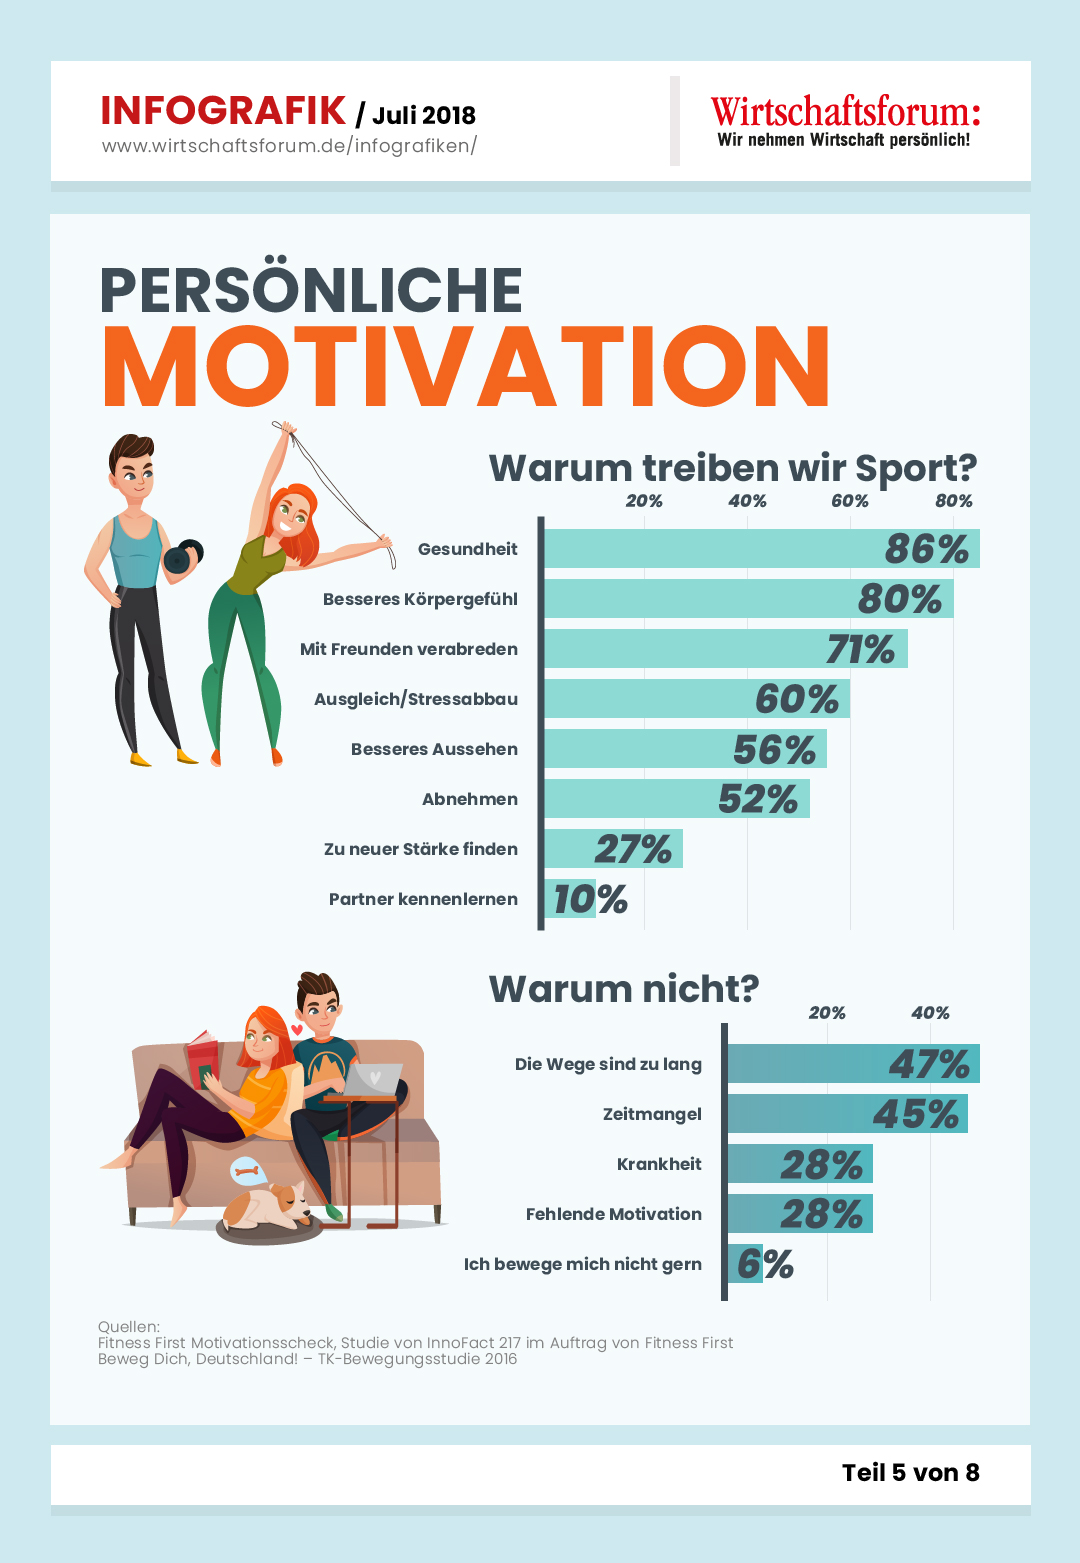 INFOGRAFIK / Juli 2018
www.wirtschaftsforum.de/infografiken/
Wirtschaftsforum:
Wir nehmen Wirtschaft persönlich!
PERSÖNLICHE
MOTIVATION
Warum treiben wir Sport?
20% 40% 60% 80%
Gesundheit 86%
Besseres Körpergefühl 80%
Mit Freunden verabreden 71%
Ausgleich/Stressabbau 60%
Besseres Aussehen 56%
Abnehmen 52%
Zu neuer Stärke finden 27%
Partner kennenlernen 10%
Warum nicht?
20% 40%
Die Wege sind zu lang 47%
Zeitmangel 45%
Krankheit 28%
Fehlende Motivation 28%
Ich bewege mich nicht gern 6%
Quellen:
Fitness First Motivationsscheck, Studie von InnoFact 217 im Auftrag von Fitness First
Beweg Dich, Deutschland! – TK-Bewegungsstudie 2016
Teil 5 von 8